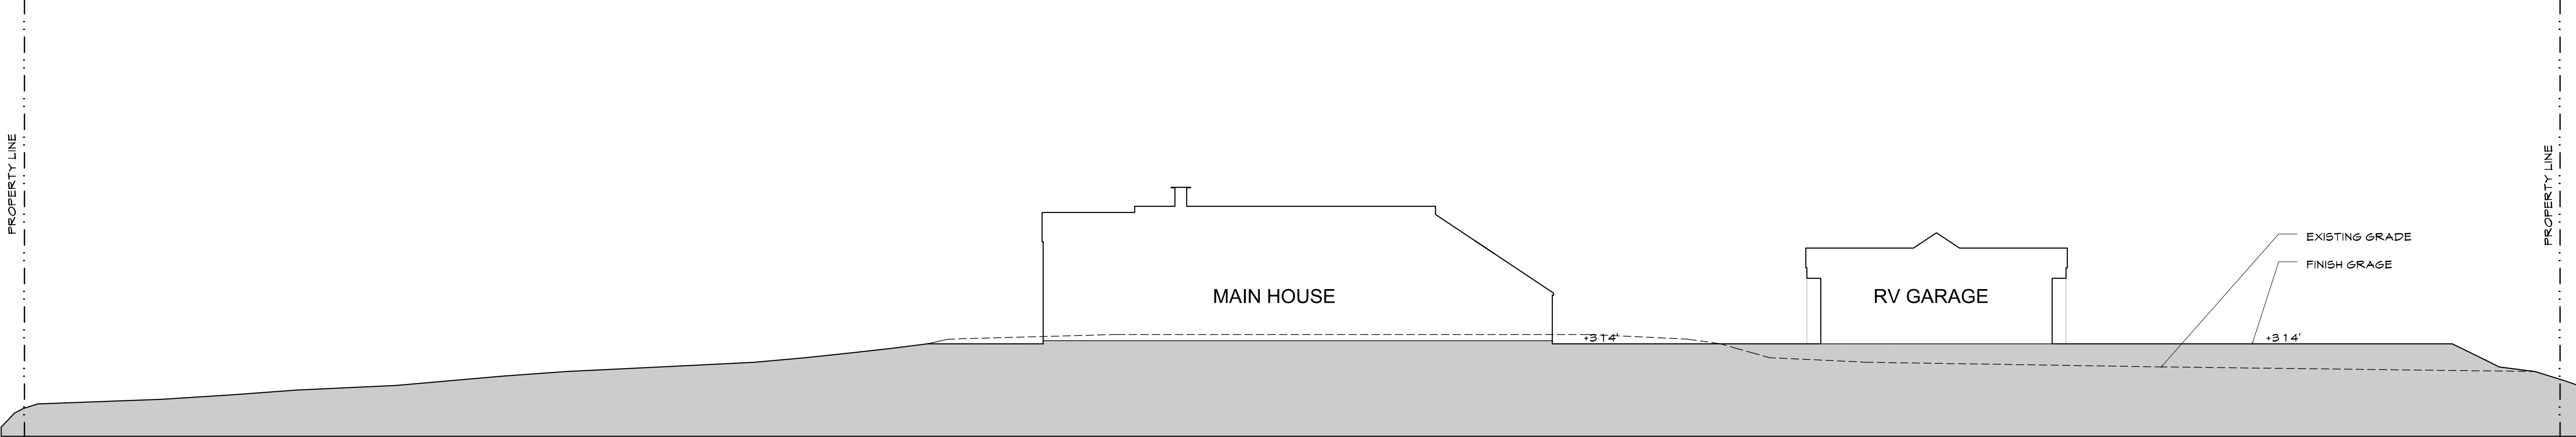 PROPERTY LINE
MAIN HOUSE
+314'
RV GARAGE
EXISTING GRADE
FINISH GRAGE
+314'
PROPERTY LINE